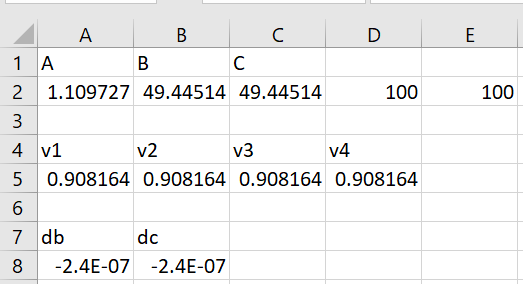 A B C D E
1 A B C
2 1.109727 49.44514 49.44514 100 100
3
4 v1 v2 v3 v4
5 0.908164 0.908164 0.908164 0.908164
6
7 db dc
8 -2.4E-07 -2.4E-07